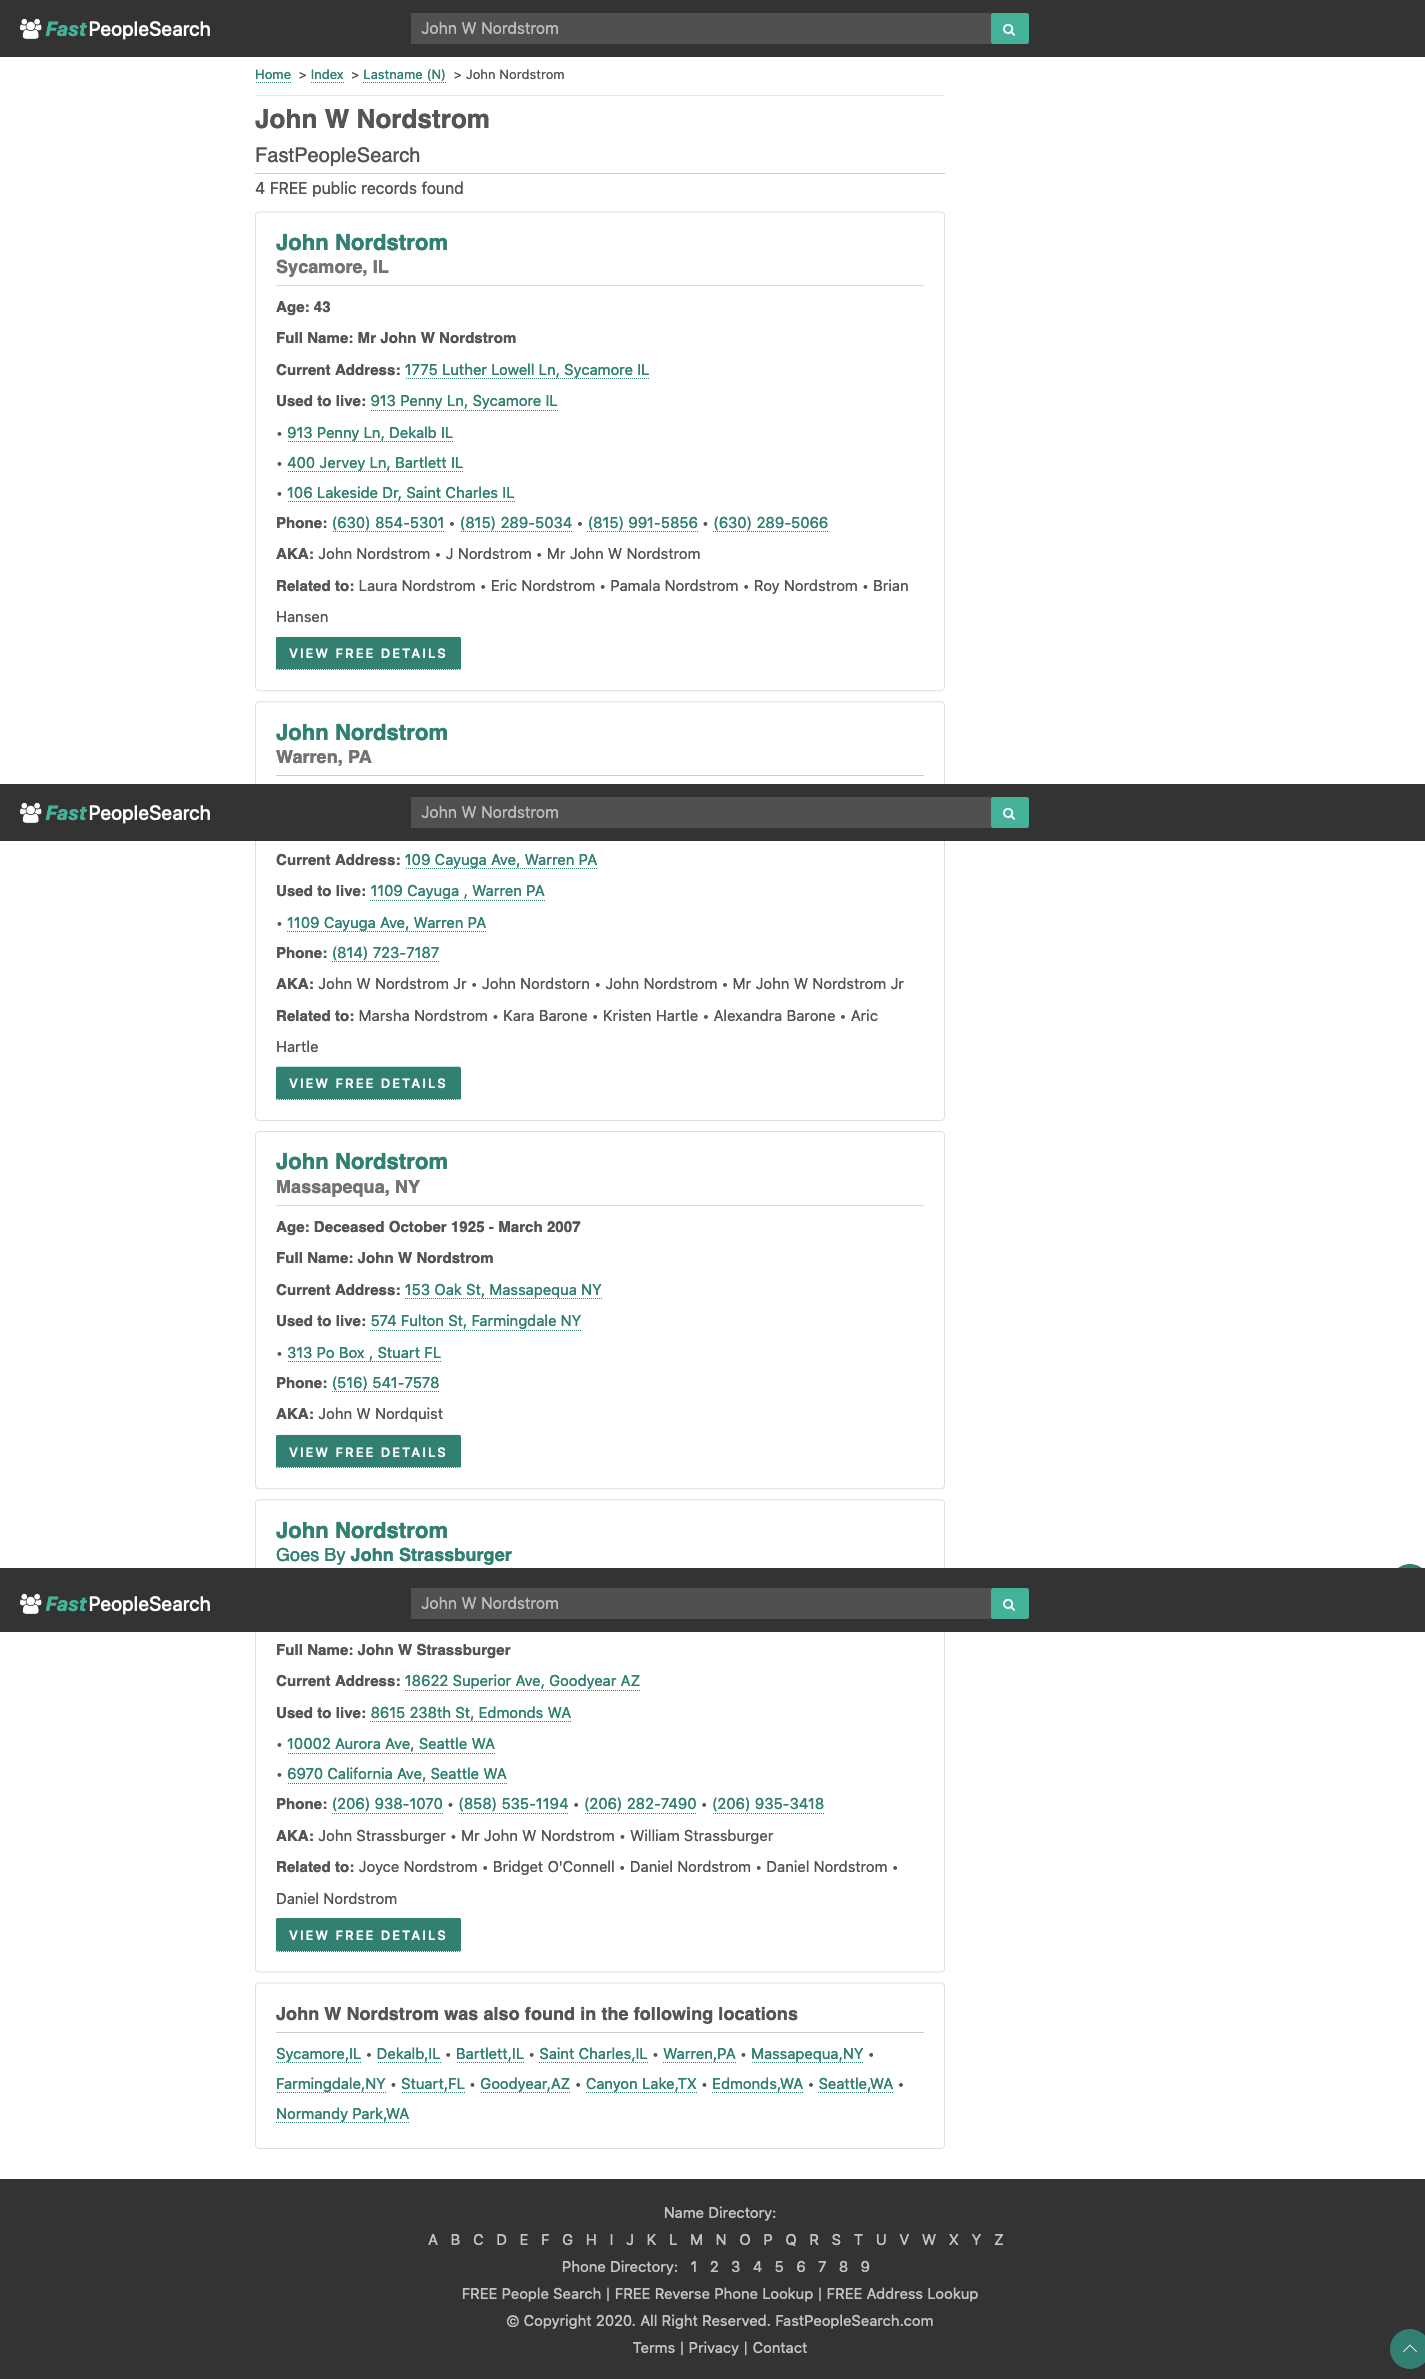 FastPeopleSearch
John W Nordstrom
Home > Index > Lastname (N) > John Nordstrom
John W Nordstrom
FastPeopleSearch
4 FREE public records found
John Nordstrom
Sycamore, IL
Age: 43
Full Name: Mr John W Nordstrom
Current Address: 1775 Luther Lowell Ln, Sycamore IL
Used to live: 913 Penny Ln, Sycamore IL
• 913 Penny Ln, Dekalb IL
• 400 Jervey Ln, Bartlett IL
• 106 Lakeside Dr, Saint Charles IL
Phone: (630) 854-5301 • (815) 289-5034 • (815) 991-5856 • (630) 289-5066
AKA: John Nordstrom • J Nordstrom • Mr John W Nordstrom
Related to: Laura Nordstrom • Eric Nordstrom • Pamala Nordstrom • Roy Nordstrom • Brian
Hansen
VIEW FREE DETAILS
John Nordstrom
Warren, PA
FastPeopleSearch
John W Nordstrom
Current Address: 109 Cayuga Ave, Warren PA
Used to live: 1109 Cayuga , Warren PA
• 1109 Cayuga Ave, Warren PA
Phone: (814) 723-7187
AKA: John W Nordstrom Jr • John Nordstorn • John Nordstrom • Mr John W Nordstrom Jr
Related to: Marsha Nordstrom • Kara Barone • Kristen Hartle • Alexandra Barone • Aric
Hartle
VIEW FREE DETAILS
John Nordstrom
Massapequa, NY
Age: Deceased October 1925 - March 2007
Full Name: John W Nordstrom
Current Address: 153 Oak St, Massapequa NY
Used to live: 574 Fulton St, Farmingdale NY
• 313 Po Box , Stuart FL
Phone: (516) 541-7578
AKA: John W Nordquist
VIEW FREE DETAILS
John Nordstrom
Goes By John Strassburger
FastPeopleSearch
John W Nordstrom
Full Name: John W Strassburger
Current Address: 18622 Superior Ave, Goodyear AZ
Used to live: 8615 238th St, Edmonds WA
• 10002 Aurora Ave, Seattle WA
• 6970 California Ave, Seattle WA
Phone: (206) 938-1070 • (858) 535-1194 • (206) 282-7490 • (206) 935-3418
AKA: John Strassburger • Mr John W Nordstrom • William Strassburger
Related to: Joyce Nordstrom • Bridget O'Connell • Daniel Nordstrom • Daniel Nordstrom •
Daniel Nordstrom
VIEW FREE DETAILS
John W Nordstrom was also found in the following locations
Sycamore,IL • Dekalb,IL • Bartlett,IL • Saint Charles,IL • Warren,PA • Massapequa,NY •
Farmingdale,NY • Stuart,FL • Goodyear,AZ • Canyon Lake,TX • Edmonds,WA • Seattle,WA •
Normandy Park,WA
Name Directory:
A B C D E F G H I J K L M N O P Q R S T U V W X Y Z
Phone Directory: 1 2 3 4 5 6 7 8 9
FREE People Search | FREE Reverse Phone Lookup | FREE Address Lookup
© Copyright 2020. All Right Reserved. FastPeopleSearch.com
Terms | Privacy | Contact